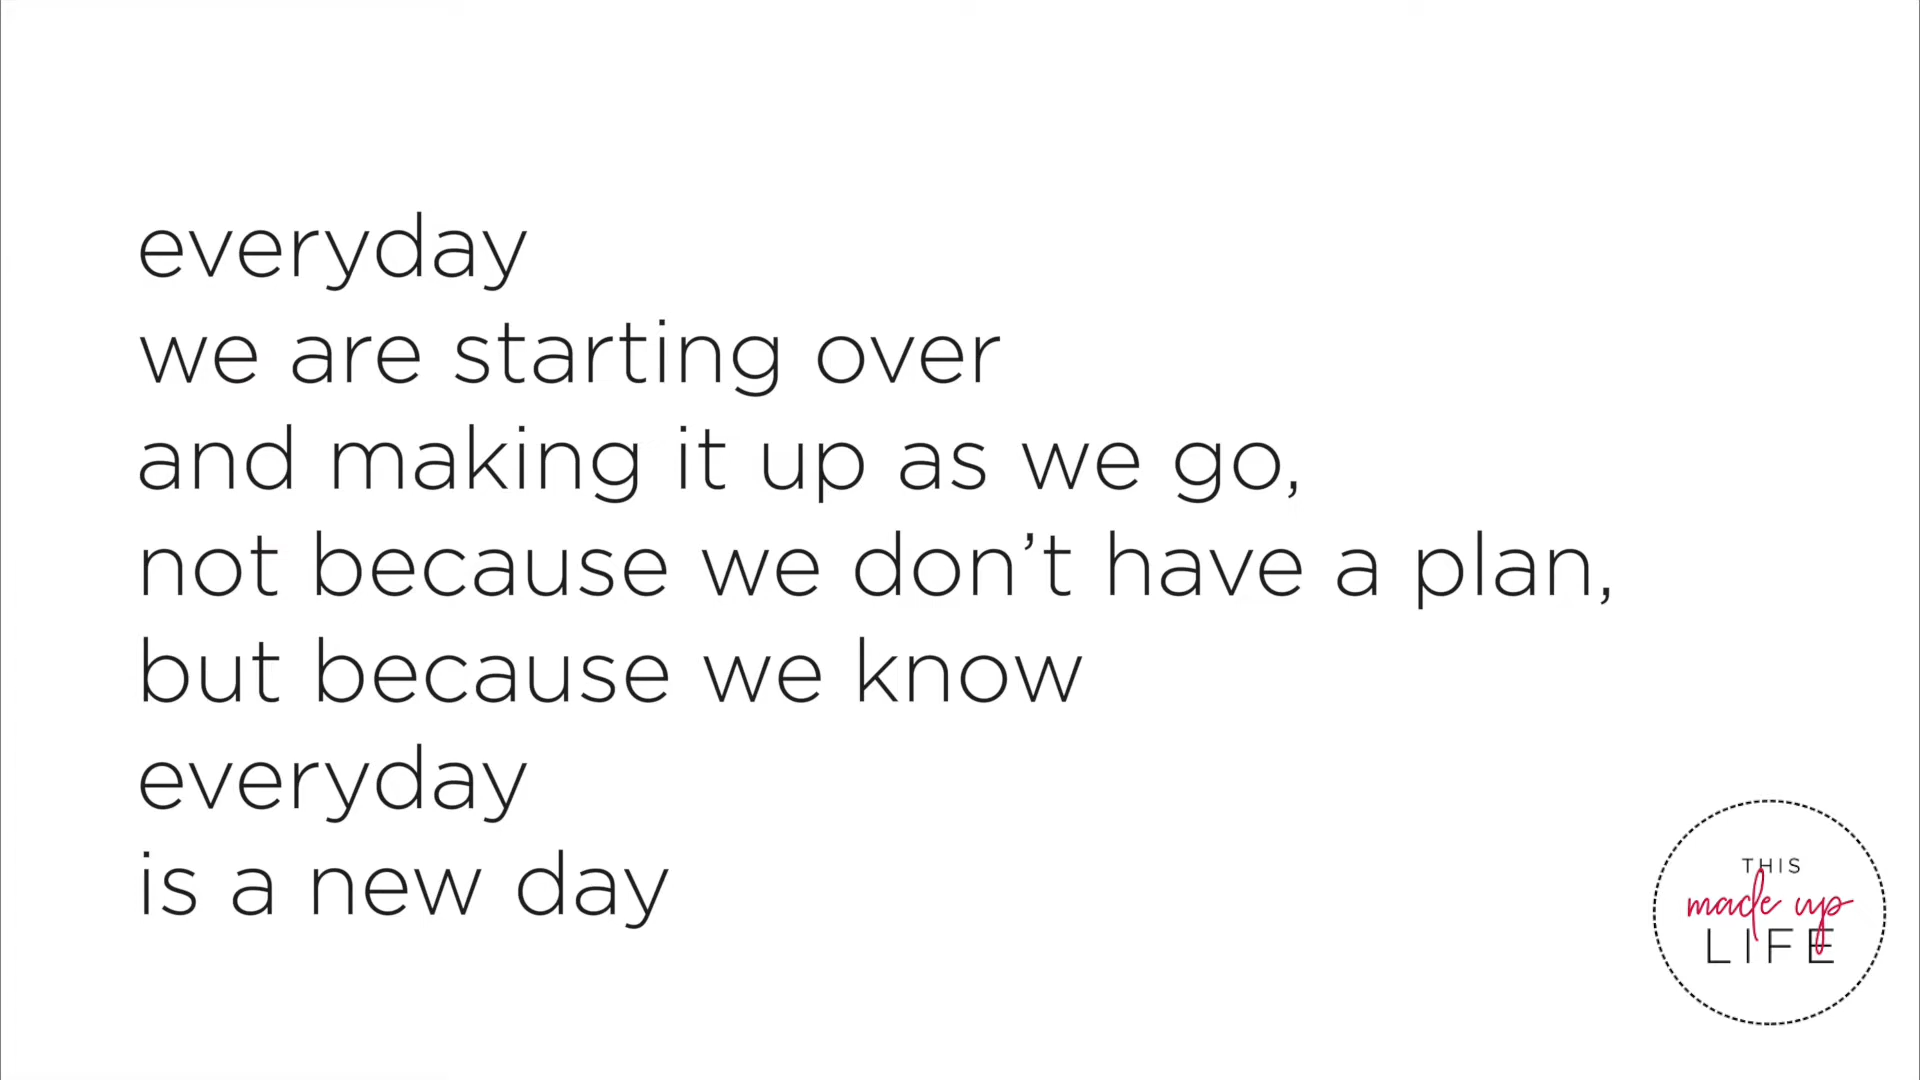 everyday
we are starting over
and making it up as we go,
not because we don’t have a plan,
but because we know
everyday
is a new day
THIS
made up
LIFE